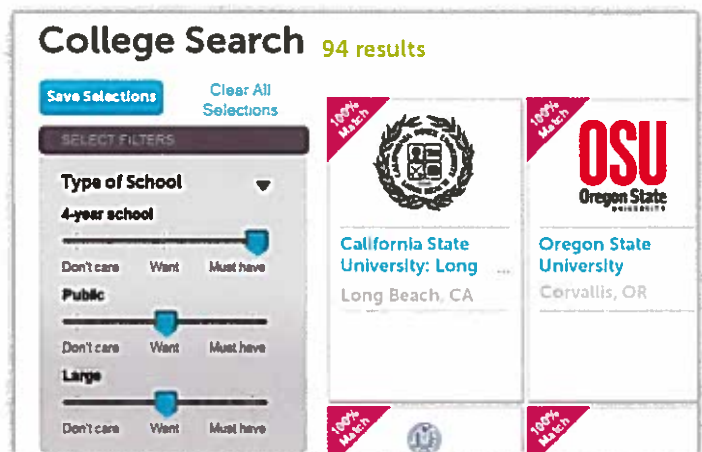 College Search 94 results
Save Selections
Clear All
Selections
SELECT FILTERS
Type of School
4-year school
Don't care Want Must have
Public
Don't care Want Must have
Large
Don't care Want Must have
100%
Match
California State
University: Long ...
Long Beach, CA
100%
Match
OSU
Oregon State
UNIVERSITY
Oregon State
University
Corvallis, OR
100%
Match
100%
Match